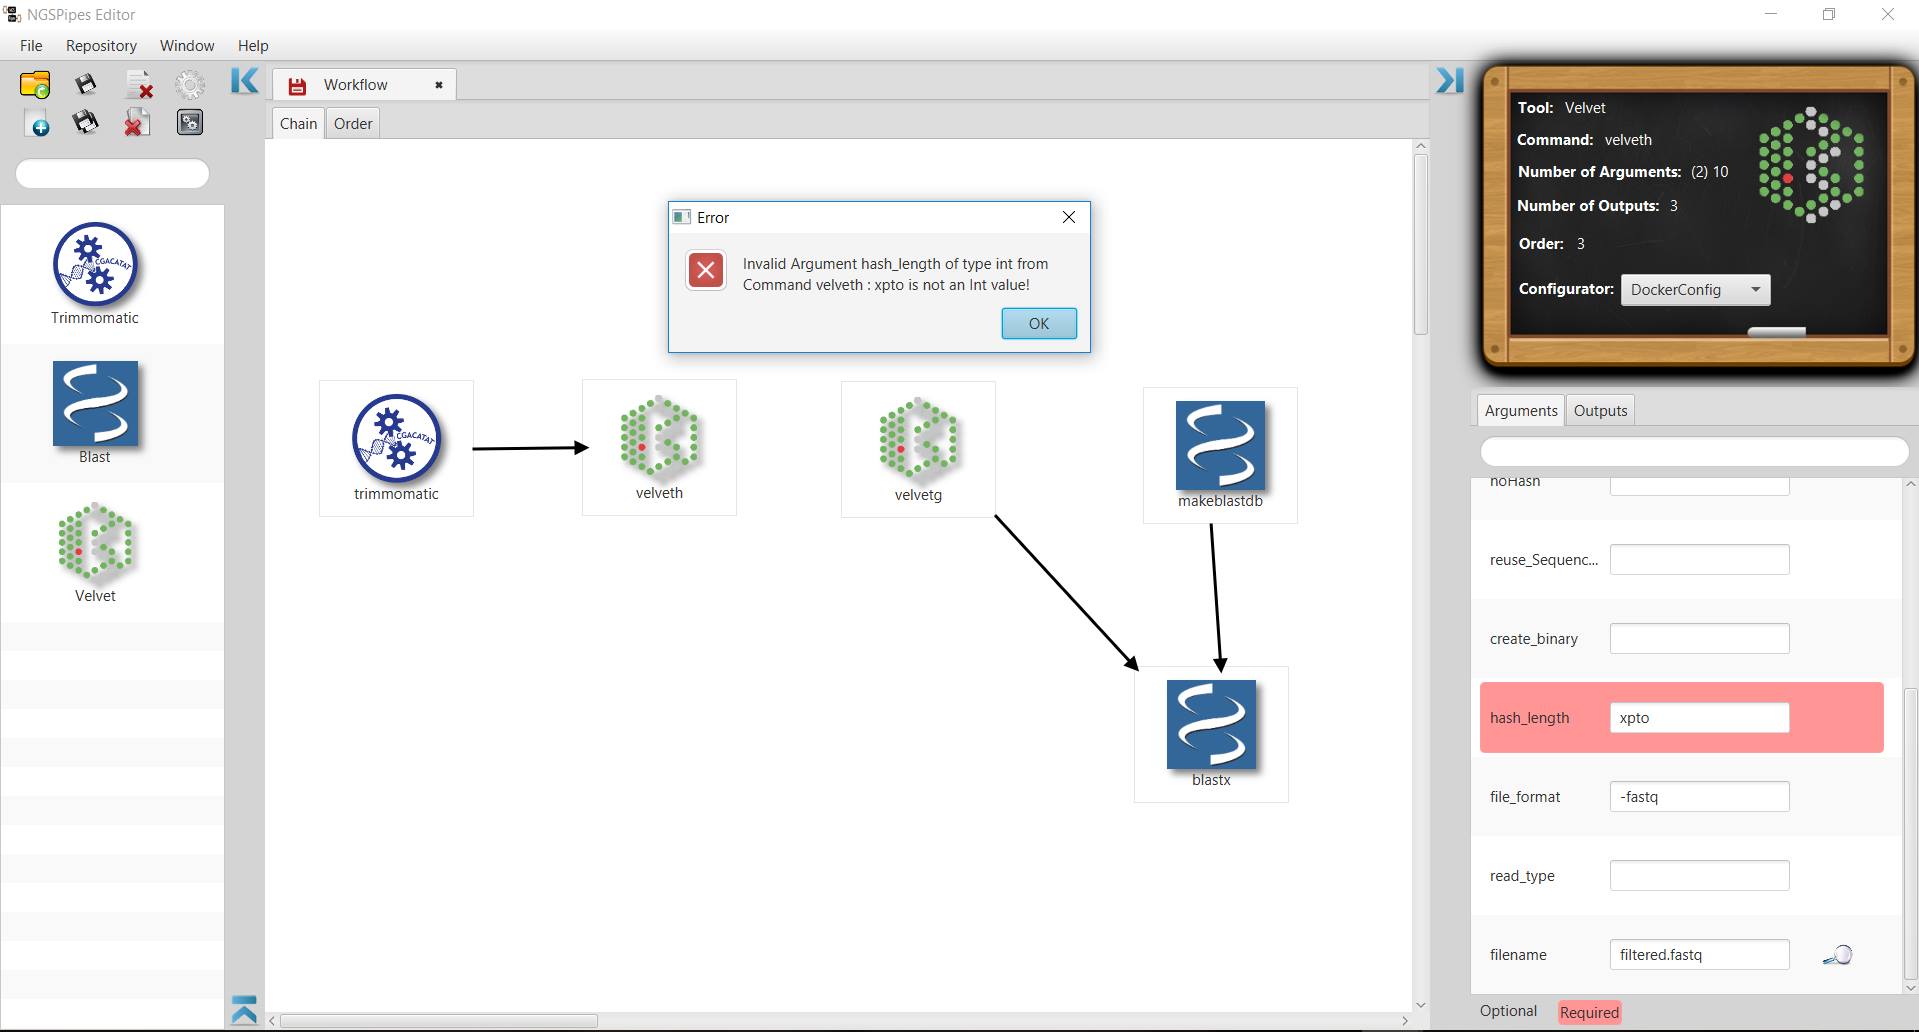 NGSPipes Editor
File Repository Window Help
Workflow
Chain Order
Trimmomatic
Blast
Velvet
CGACATAT
CGACATAT
trimmomatic
velveth
velvetg
makeblastdb
blastx
Error
Invalid Argument hash_length of type int from
Command velveth : xpto is not an Int value!
OK
Tool: Velvet
Command: velveth
Number of Arguments: (2) 10
Number of Outputs: 3
Order: 3
Configurator: DockerConfig
Arguments Outputs
noHash
reuse_Sequenc...
create_binary
hash_length xpto
file_format -fastq
read_type
filename filtered.fastq
Optional Required